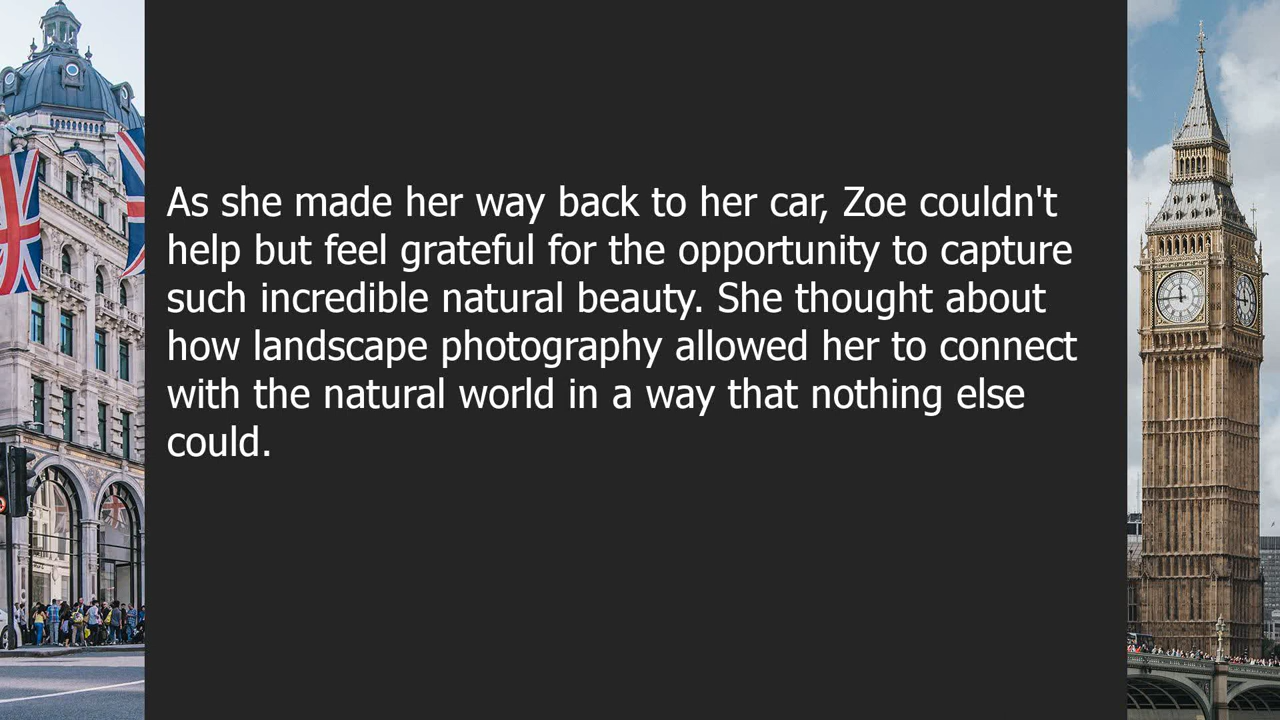 As she made her way back to her car, Zoe couldn't
help but feel grateful for the opportunity to capture
such incredible natural beauty. She thought about
how landscape photography allowed her to connect
with the natural world in a way that nothing else
could.